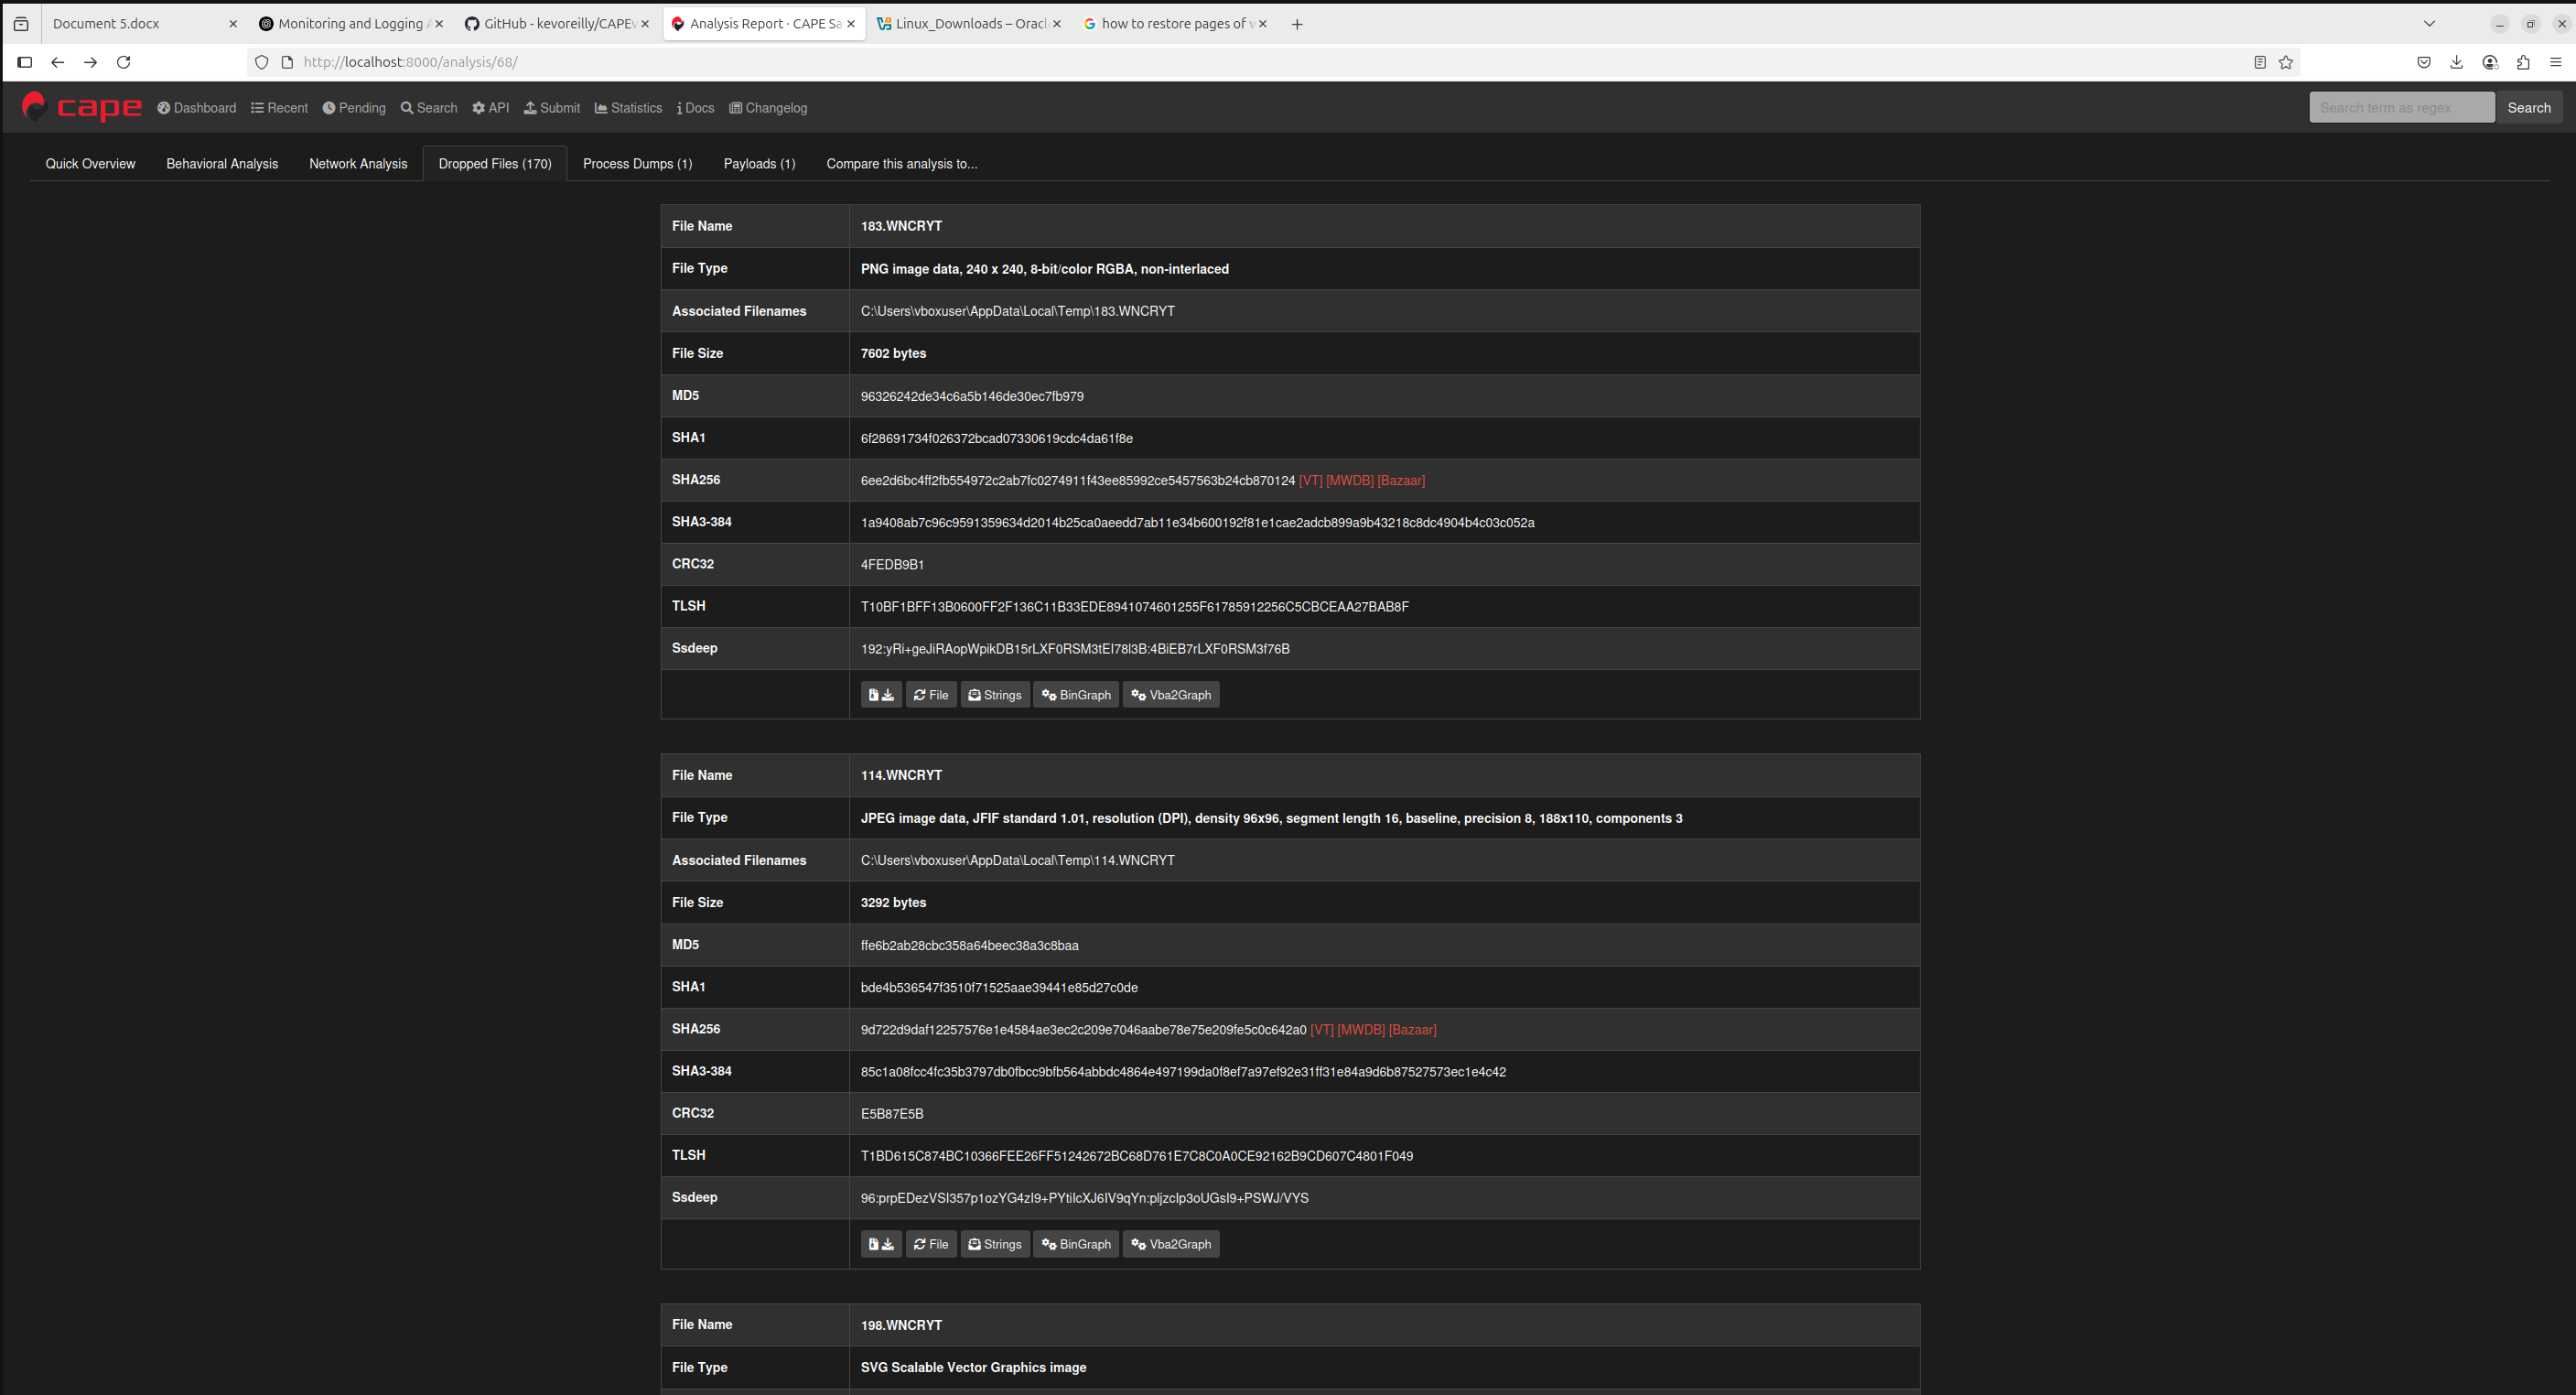 Document 5.docx
Monitoring and Logging
GitHub - kevoreilly/CAPEv
Analysis Report · CAPE Sa
Linux_Downloads – Orac
how to restore pages of
http://localhost:8000/analysis/68/
cape Dashboard Recent Pending Search API Submit Statistics Docs Changelog Search term as regex Search
Quick Overview Behavioral Analysis Network Analysis Dropped Files (170) Process Dumps (1) Payloads (1) Compare this analysis to...
File Name 183.WNCRYT
File Type PNG image data, 240 x 240, 8-bit/color RGBA, non-interlaced
Associated Filenames C:\Users\vboxuser\AppData\Local\Temp\183.WNCRYT
File Size 7602 bytes
MD5 96326242de34c6a5b146de30ec7fb979
SHA1 6f28691734f026372bcad07330619cdc4da61f8e
SHA256 6ee2d6bc4ff2fb554972c2ab7fc0274911f43ee85992ce5457563b24cb870124 [VT] [MWDB] [Bazaar]
SHA3-384 1a9408ab7c96c9591359634d2014b25ca0aeedd7ab11e34b600192f81e1cae2adcb899a9b43218c8dc4904b4c03c052a
CRC32 4FEDB9B1
TLSH T10BF1BFF13B0600FF2F136C11B33EDE8941074601255F61785912256C5CBCEAA27BAB8F
Ssdeep 192:yRi+geJiRAopWpikDB15rLXF0RSM3tEI78l3B:4BiEB7rLXF0RSM3f76B
File Strings BinGraph Vba2Graph
File Name 114.WNCRYT
File Type JPEG image data, JFIF standard 1.01, resolution (DPI), density 96x96, segment length 16, baseline, precision 8, 188x110, components 3
Associated Filenames C:\Users\vboxuser\AppData\Local\Temp\114.WNCRYT
File Size 3292 bytes
MD5 ffe6b2ab28cbc358a64beec38a3c8baa
SHA1 bde4b536547f3510f71525aae39441e85d27c0de
SHA256 9d722d9daf12257576e1e4584ae3ec2c209e7046aabe78e75e209fe5c0c642a0 [VT] [MWDB] [Bazaar]
SHA3-384 85c1a08fcc4fc35b3797db0fbcc9bfb564abbdc4864e497199da0f8ef7a97ef92e31ff31e84a9d6b87527573ec1e4c42
CRC32 E5B87E5B
TLSH T1BD615C874BC10366FEE26FF51242672BC68D761E7C8C0A0CE92162B9CD607C4801F049
Ssdeep 96:prpEDezVSI357p1ozYG4zI9+PYtiIcXJ6IV9qYn:pljzcIp3oUGsI9+PSWJ/VYS
File Strings BinGraph Vba2Graph
File Name 198.WNCRYT
File Type SVG Scalable Vector Graphics image